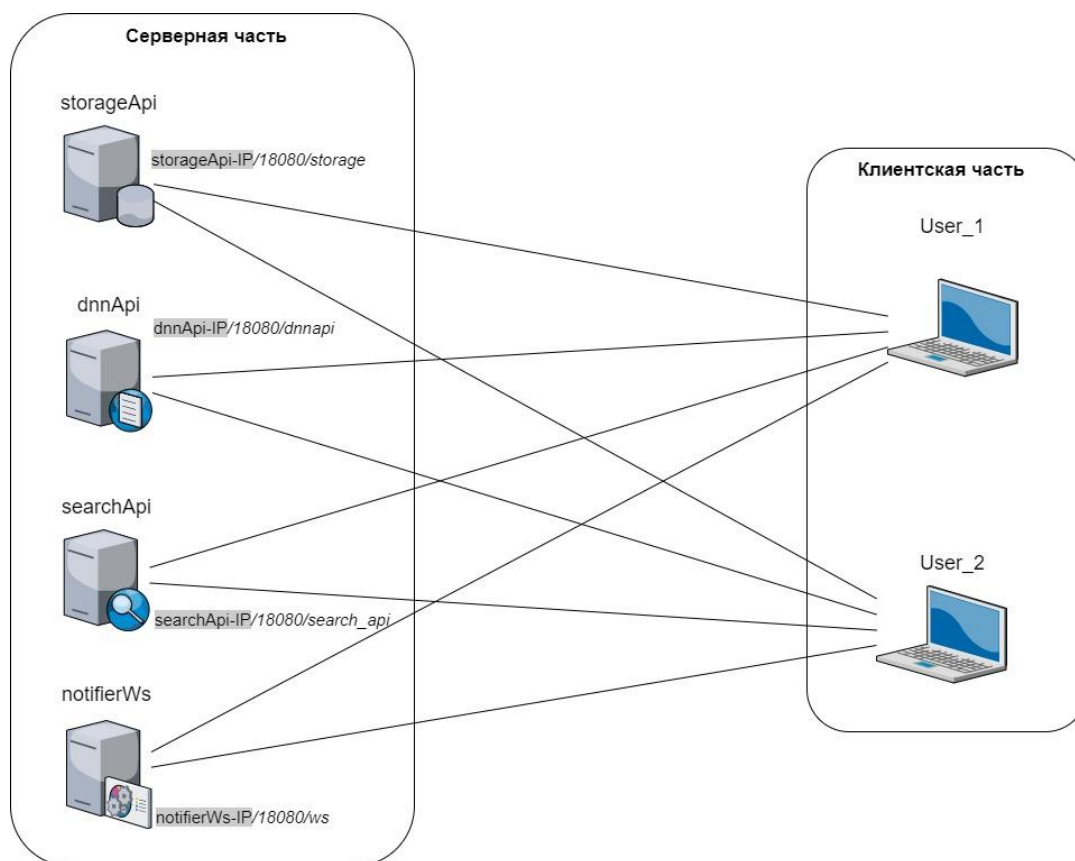 Серверная часть
storageApi
storageApi-IP/18080/storage
dnnApi
dnnApi-IP/18080/dnnapi
searchApi
searchApi-IP/18080/search_api
notifierWs
notifierWs-IP/18080/ws
Клиентская часть
User_1
User_2